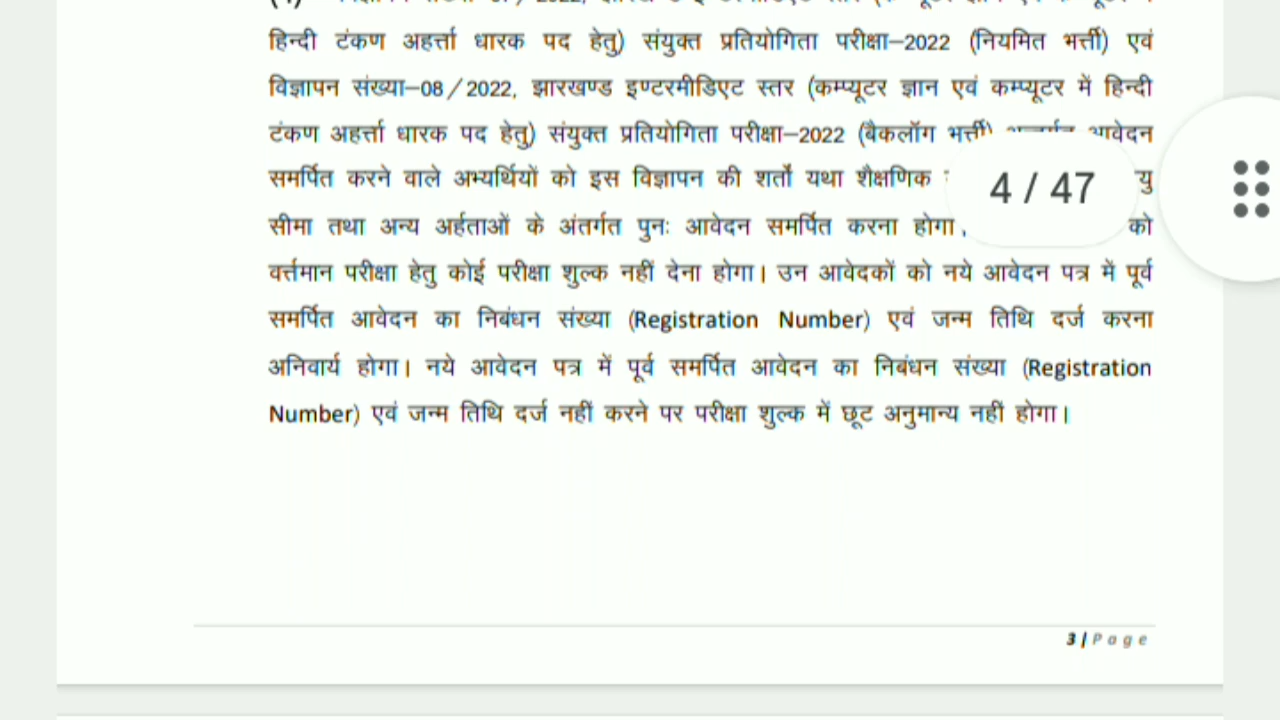 हिन्दी टंकण अहर्त्ता धारक पद हेतु) संयुक्त प्रतियोगिता परीक्षा–2022 (नियमित भर्त्ती) एवं
विज्ञापन संख्या–08/2022, झारखण्ड इण्टरमीडिएट स्तर (कम्प्यूटर ज्ञान एवं कम्प्यूटर में हिन्दी
टंकण अहर्त्ता धारक पद हेतु) संयुक्त प्रतियोगिता परीक्षा–2022 (बैकलॉग भर्त्ती) आवेदन
समर्पित करने वाले अभ्यर्थियों को इस विज्ञापन की शर्तों यथा शैक्षणिक
4 / 47
सीमा तथा अन्य अर्हताओं के अंतर्गत पुनः आवेदन समर्पित करना होगा को
वर्त्तमान परीक्षा हेतु कोई परीक्षा शुल्क नहीं देना होगा। उन आवेदकों को नये आवेदन पत्र में पूर्व
समर्पित आवेदन का निबंधन संख्या (Registration Number) एवं जन्म तिथि दर्ज करना
अनिवार्य होगा। नये आवेदन पत्र में पूर्व समर्पित आवेदन का निबंधन संख्या (Registration
Number) एवं जन्म तिथि दर्ज नहीं करने पर परीक्षा शुल्क में छूट अनुमान्य नहीं होगा।
3 | Page